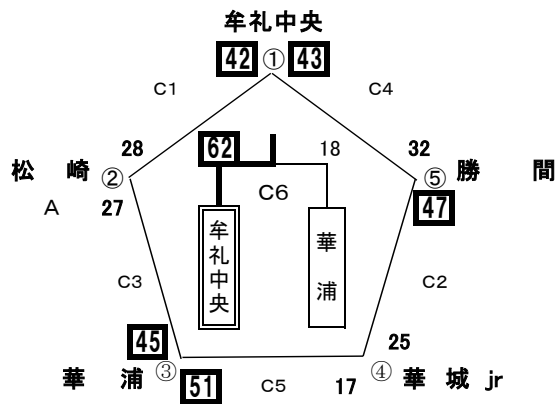 牟礼中央
42 ① 43
C1 C4
28 62 18 32
松 崎 ② ⑤ 勝 間
A 27 C6 47
牟礼中央 華浦
C3 C2
45 25
華 浦 ③ ④ 華 城 jr
51 C5 17